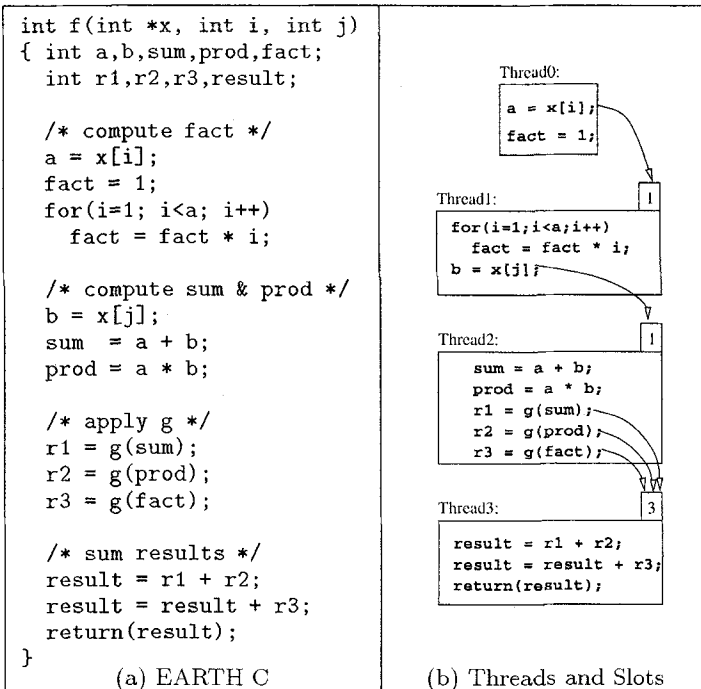 int f(int *x, int i, int j)
{ int a,b,sum,prod,fact;
int r1,r2,r3,result;
/* compute fact */
a = x[i];
fact = 1;
for(i=1; i<a; i++)
fact = fact * i;
/* compute sum & prod */
b = x[j];
sum = a + b;
prod = a * b;
/* apply g */
r1 = g(sum);
r2 = g(prod);
r3 = g(fact);
/* sum results */
result = r1 + r2;
result = result + r3;
return(result);
}
(a) EARTH C
Thread0:
a = x[i];
fact = 1;
Thread1:
1
for(i=1;i<a;i++)
fact = fact * i;
b = x[j];
Thread2:
1
sum = a + b;
prod = a * b;
r1 = g(sum);
r2 = g(prod);
r3 = g(fact);
Thread3:
3
result = r1 + r2;
result = result + r3;
return(result);
(b) Threads and Slots